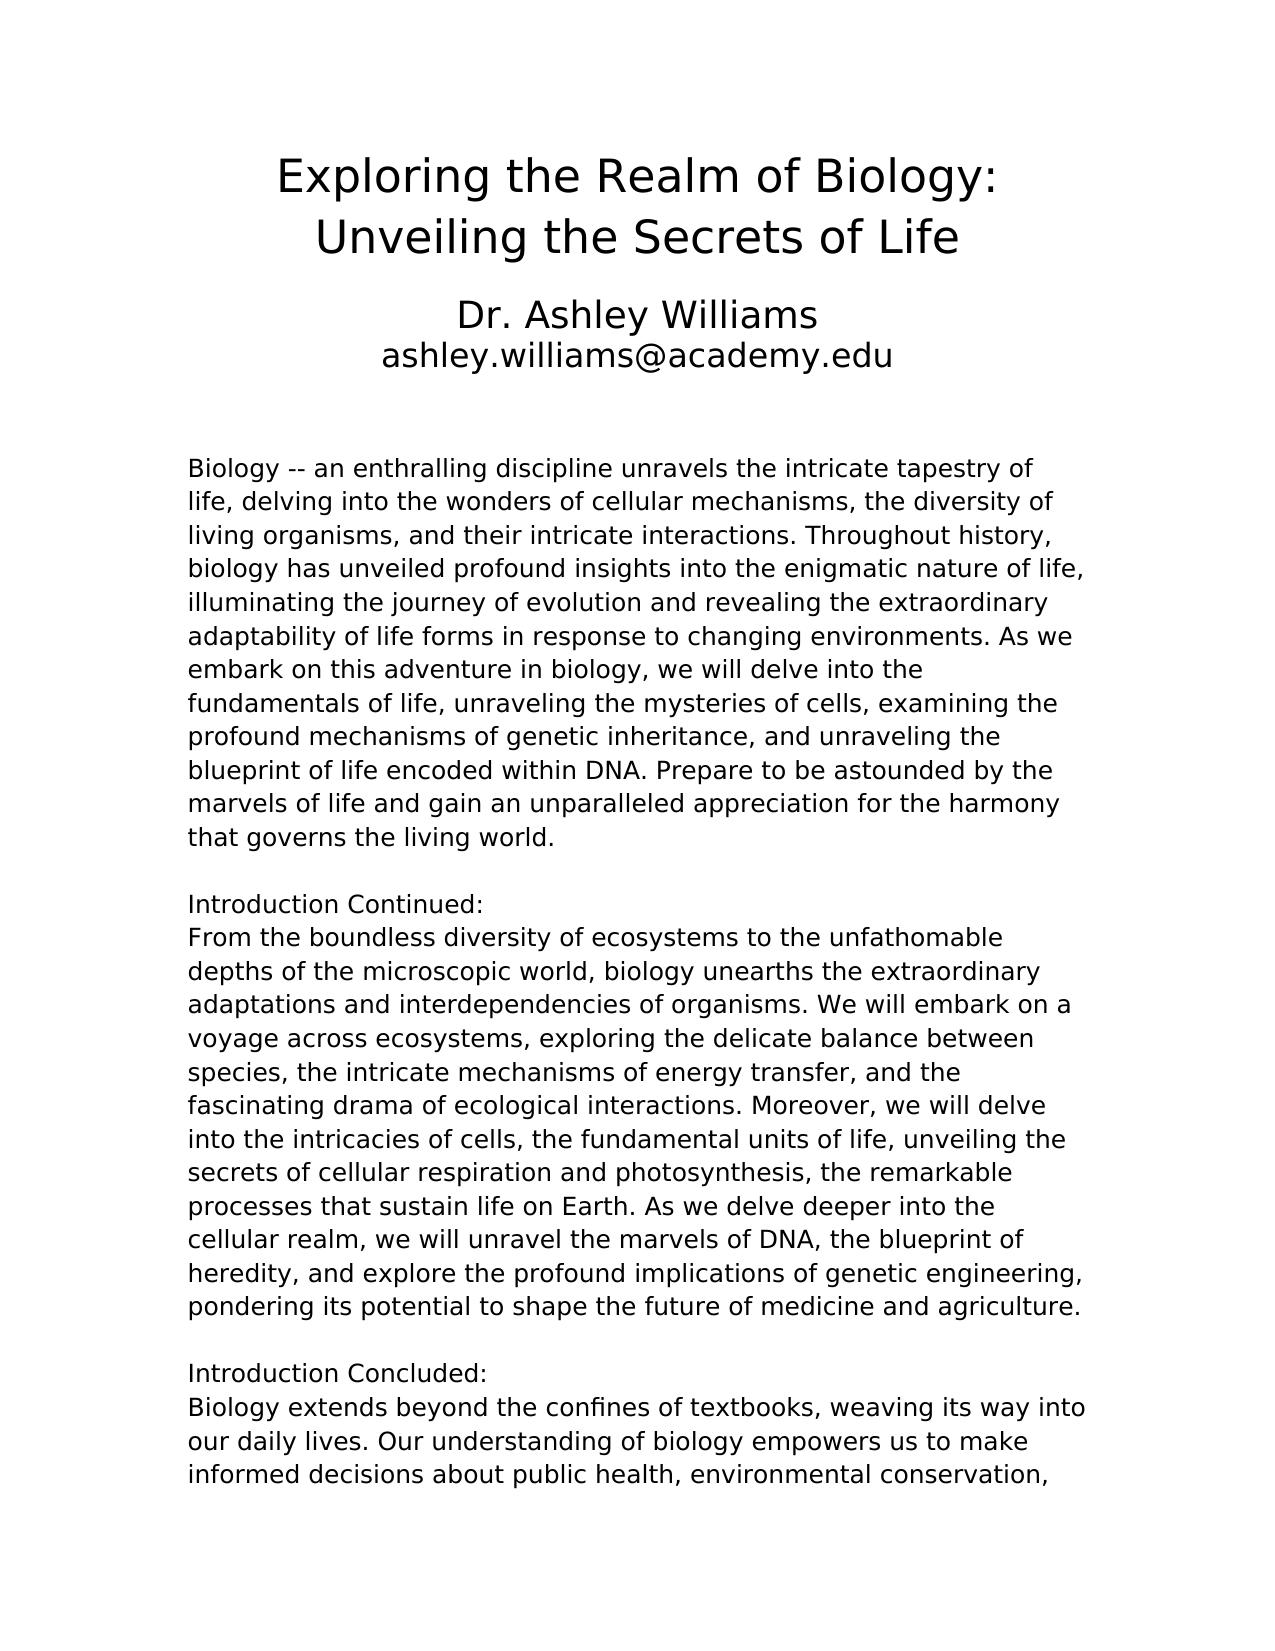 Exploring the Realm of Biology:
Unveiling the Secrets of Life
Dr. Ashley Williams
ashley.williams@academy.edu
Biology -- an enthralling discipline unravels the intricate tapestry of
life, delving into the wonders of cellular mechanisms, the diversity of
living organisms, and their intricate interactions. Throughout history,
biology has unveiled profound insights into the enigmatic nature of life,
illuminating the journey of evolution and revealing the extraordinary
adaptability of life forms in response to changing environments. As we
embark on this adventure in biology, we will delve into the
fundamentals of life, unraveling the mysteries of cells, examining the
profound mechanisms of genetic inheritance, and unraveling the
blueprint of life encoded within DNA. Prepare to be astounded by the
marvels of life and gain an unparalleled appreciation for the harmony
that governs the living world.
Introduction Continued:
From the boundless diversity of ecosystems to the unfathomable
depths of the microscopic world, biology unearths the extraordinary
adaptations and interdependencies of organisms. We will embark on a
voyage across ecosystems, exploring the delicate balance between
species, the intricate mechanisms of energy transfer, and the
fascinating drama of ecological interactions. Moreover, we will delve
into the intricacies of cells, the fundamental units of life, unveiling the
secrets of cellular respiration and photosynthesis, the remarkable
processes that sustain life on Earth. As we delve deeper into the
cellular realm, we will unravel the marvels of DNA, the blueprint of
heredity, and explore the profound implications of genetic engineering,
pondering its potential to shape the future of medicine and agriculture.
Introduction Concluded:
Biology extends beyond the confines of textbooks, weaving its way into
our daily lives. Our understanding of biology empowers us to make
informed decisions about public health, environmental conservation,